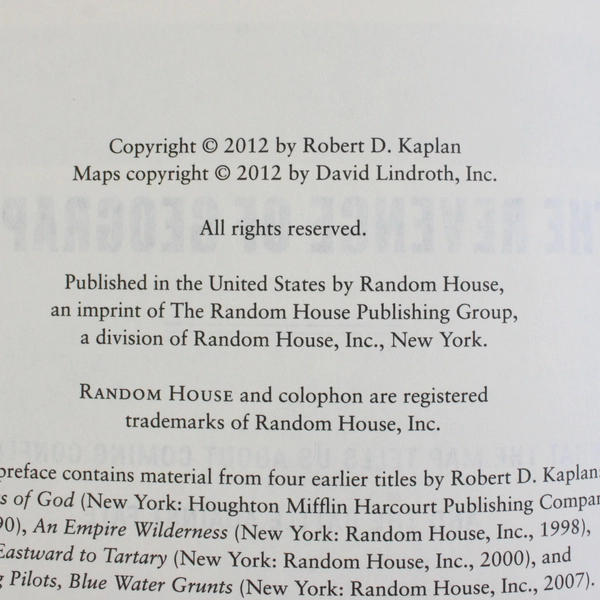 Copyright © 2012 by Robert D. Kaplan
Maps copyright © 2012 by David Lindroth, Inc.
All rights reserved.
Published in the United States by Random House,
an imprint of The Random House Publishing Group,
a division of Random House, Inc., New York.
RANDOM HOUSE and colophon are registered
trademarks of Random House, Inc.
preface contains material from four earlier titles by Robert D. Kaplan:
s of God (New York: Houghton Mifflin Harcourt Publishing Compan
90), An Empire Wilderness (New York: Random House, Inc., 1998),
Eastward to Tartary (New York: Random House, Inc., 2000), and
g Pilots, Blue Water Grunts (New York: Random House, Inc., 2007).